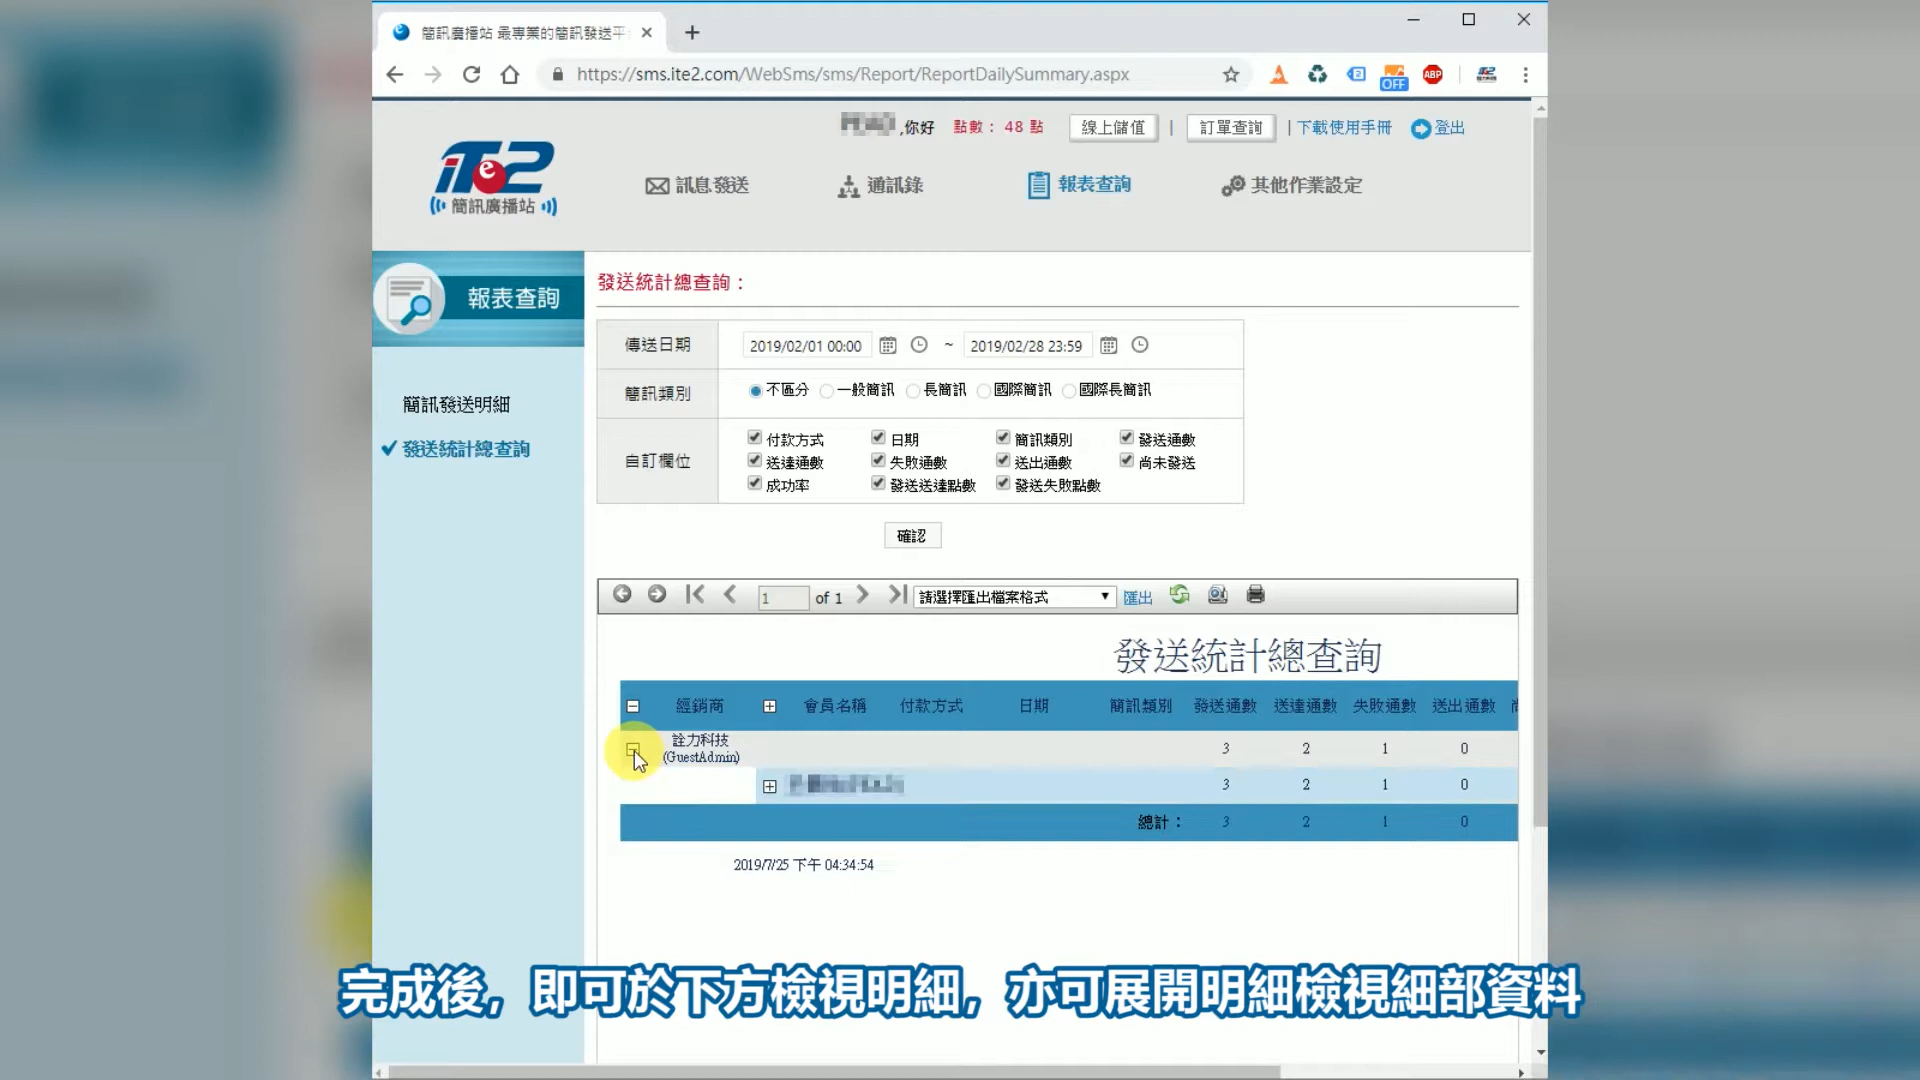 簡訊廣播站 最專業的簡訊發送平
https://sms.ite2.com/WebSms/sms/Report/ReportDailySummary.aspx
OFF
ABP
,你好 點數： 48 點 線上儲值 | 訂單查詢 | 下載使用手冊 登出
iTe2
簡訊廣播站
訊息發送 通訊錄 報表查詢 其他作業設定
報表查詢
簡訊發送明細
發送統計總查詢
發送統計總查詢：
傳送日期 2019/02/01 00:00 ~ 2019/02/28 23:59
簡訊類別 不區分 一般簡訊 長簡訊 國際簡訊 國際長簡訊
自訂欄位
付款方式 日期 簡訊類別 發送通數
送達通數 失敗通數 送出通數 尚未發送
成功率 發送送達點數 發送失敗點數
確認
1 of 1 請選擇匯出檔案格式 匯出
發送統計總查詢
經銷商 會員名稱 付款方式 日期 簡訊類別 發送通數 送達通數 失敗通數 送出通數
詮力科技
(GuestAdmin) 3 2 1 0
3 2 1 0
總計： 3 2 1 0
2019/7/25 下午 04:34:54
完成後，即可於下方檢視明細，亦可展開明細檢視細部資料